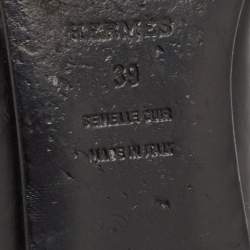 HERMES
39
SEMELLE CUIR
MADE IN ITALY